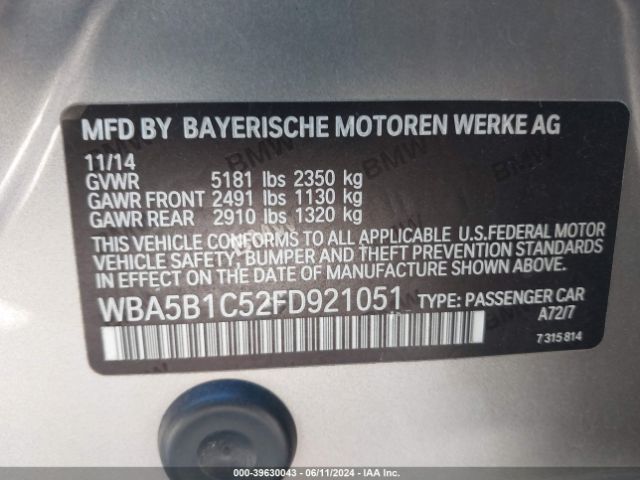 MFD BY BAYERISCHE MOTOREN WERKE AG
11/14
GVWR 5181 lbs 2350 kg
GAWR FRONT 2491 lbs 1130 kg
GAWR REAR 2910 lbs 1320 kg
THIS VEHICLE CONFORMS TO ALL APPLICABLE U.S.FEDERAL MOTOR
VEHICLE SAFETY, BUMPER AND THEFT PREVENTION STANDARDS
IN EFFECT ON THE DATE OF MANUFACTURE SHOWN ABOVE.
WBA5B1C52FD921051 TYPE: PASSENGER CAR
A72/7
7 315 814
000-39630043 - 06/11/2024 - IAA Inc.